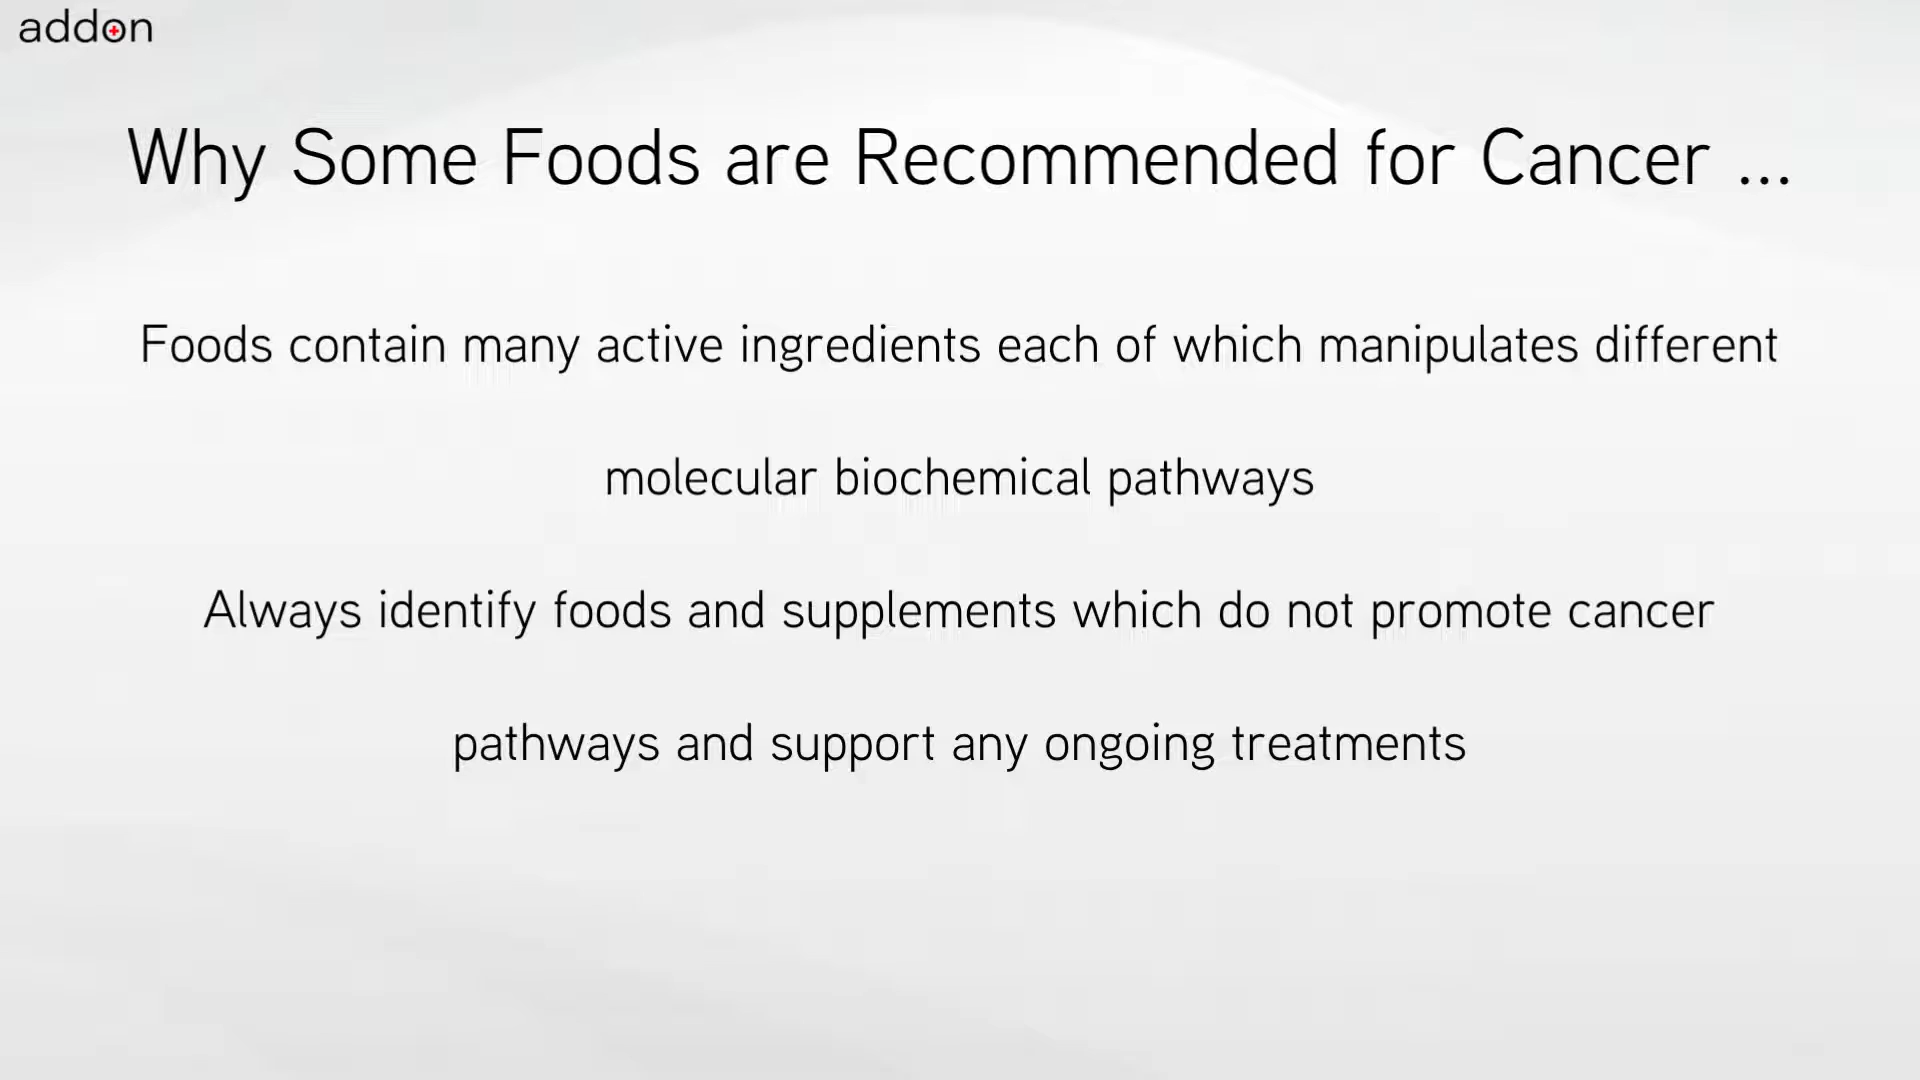 addon
Why Some Foods are Recommended for Cancer ...
Foods contain many active ingredients each of which manipulates different
molecular biochemical pathways
Always identify foods and supplements which do not promote cancer
pathways and support any ongoing treatments